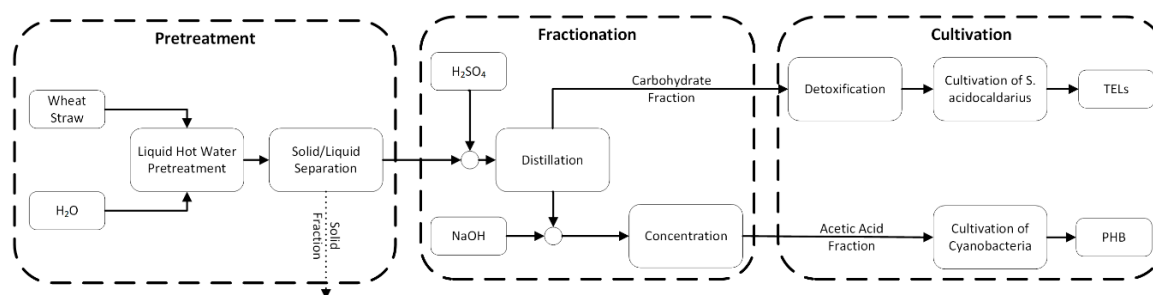 Pretreatment
Fractionation
Cultivation
Wheat
Straw
H₂O
Liquid Hot Water
Pretreatment
Solid/Liquid
Separation
Solid
Fraction
H₂SO₄
NaOH
Distillation
Concentration
Carbohydrate
Fraction
Acetic Acid
Fraction
Detoxification
Cultivation of S.
acidocaldarius
TELs
Cultivation of
Cyanobacteria
PHB